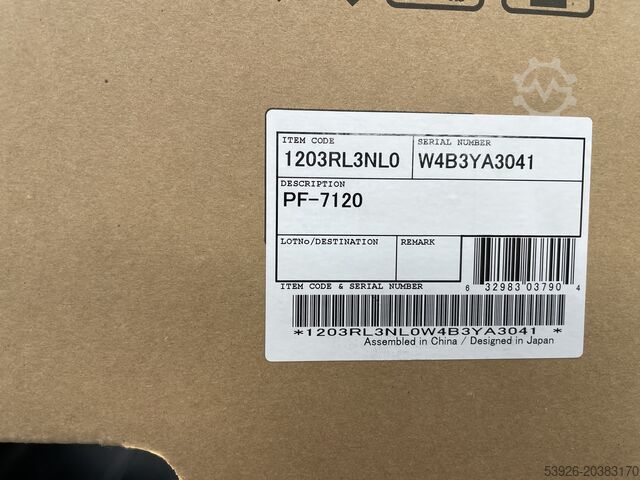 ITEM CODE SERIAL NUMBER
1203RL3NL0 W4B3YA3041
DESCRIPTION
PF-7120
LOTNo/DESTINATION REMARK
6 32983 03790 4
ITEM CODE & SERIAL NUMBER
*1203RL3NL0W4B3YA3041 *
Assembled in China / Designed in Japan
53926-20383170